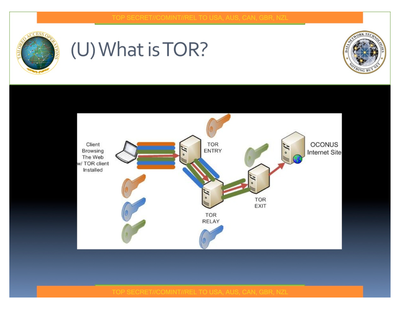 TOP SECRET//COMINT//REL TO USA, AUS, CAN, GBR, NZL
(U) What is TOR?
Client
Browsing
The Web
w/ TOR client
Installed
TOR
ENTRY
TOR
RELAY
TOR
EXIT
OCONUS
Internet Site
TOP SECRET//COMINT//REL TO USA, AUS, CAN, GBR, NZL